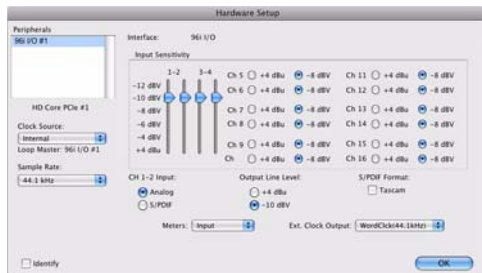 Hardware Setup
Peripherals
96i I/O #1
HD Core PCIe #1
Clock Source:
Internal
Loop Master: 96i I/O #1
Sample Rate:
44.1 kHz
Identify
Interface: 96i I/O
Input Sensitivity
1-2 3-4
-12 dBV
-10 dBV
-8 dBV
-6 dBV
-4 dBV
+4 dBu
Ch 5 +4 dBu -8 dBV Ch 11 +4 dBu -8 dBV
Ch 6 +4 dBu -8 dBV Ch 12 +4 dBu -8 dBV
Ch 7 +4 dBu -8 dBV Ch 13 +4 dBu -8 dBV
Ch 8 +4 dBu -8 dBV Ch 14 +4 dBu -8 dBV
Ch 9 +4 dBu -8 dBV Ch 15 +4 dBu -8 dBV
Ch +4 dBu -8 dBV Ch 16 +4 dBu -8 dBV
CH 1-2 Input: Output Line Level: S/PDIF Format:
Analog +4 dBu Tascam
S/PDIF -10 dBV
Meters: Input Ext. Clock Output: WordClck(44.1kHz)
OK